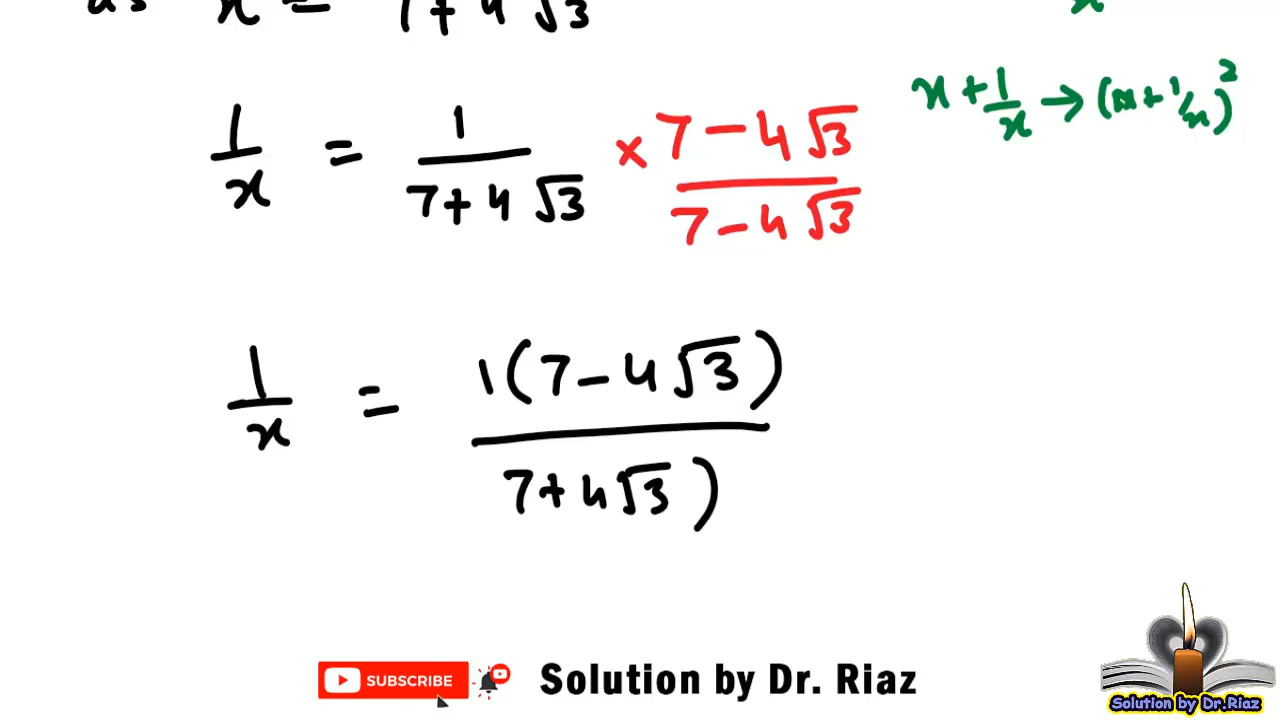 as x = 7+4√3
x
x + 1/x → (x + 1/x)²
1/x = 1/(7+4√3) × (7-4√3)/(7-4√3)
1/x = 1(7-4√3)/7+4√3)
SUBSCRIBE
Solution by Dr. Riaz
Solution by Dr.Riaz